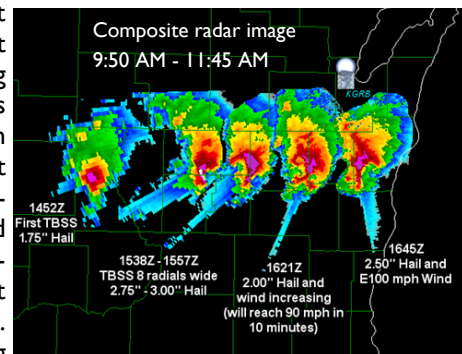 Composite radar image
9:50 AM - 11:45 AM
KGRB
1452Z
First TBSS
1.75" Hail
1538Z - 1557Z
TBSS 8 radials wide
2.75" - 3.00" Hail
1621Z
2.00" Hail and
wind increasing
(will reach 90 mph in
10 minutes)
1645Z
2.50" Hail and
E100 mph Wind